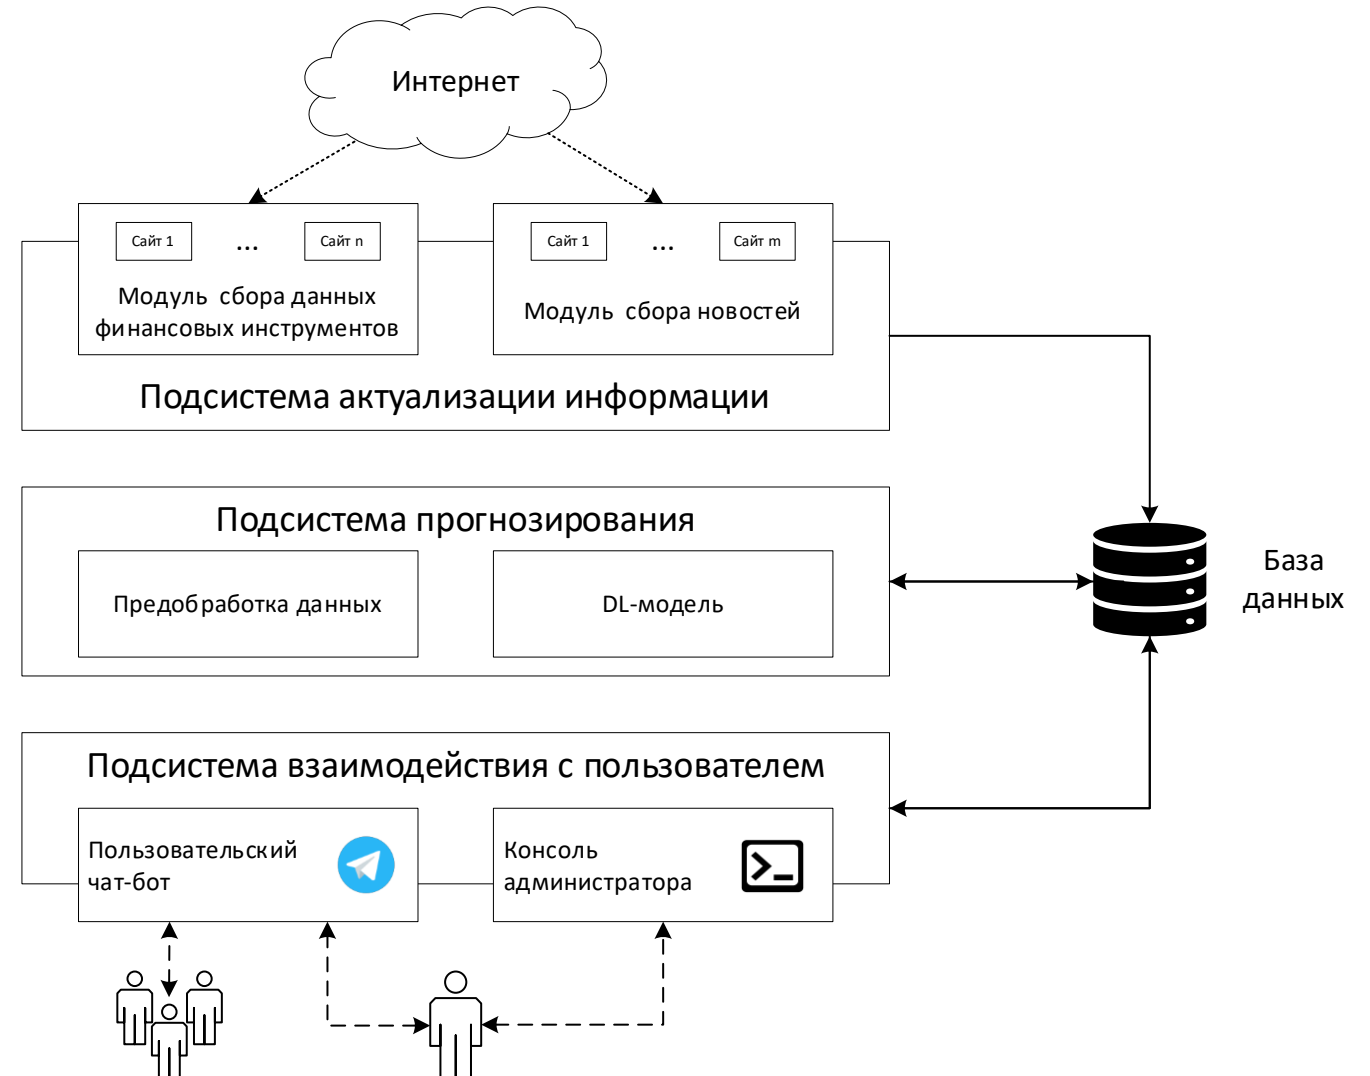 Интернет
Сайт 1
...
Сайт n
Сайт 1
...
Сайт m
Модуль сбора данных
финансовых инструментов
Модуль сбора новостей
Подсистема актуализации информации
Подсистема прогнозирования
Предобработка данных
DL-модель
База
данных
Подсистема взаимодействия с пользователем
Пользовательский
чат-бот
Консоль
администратора
>_